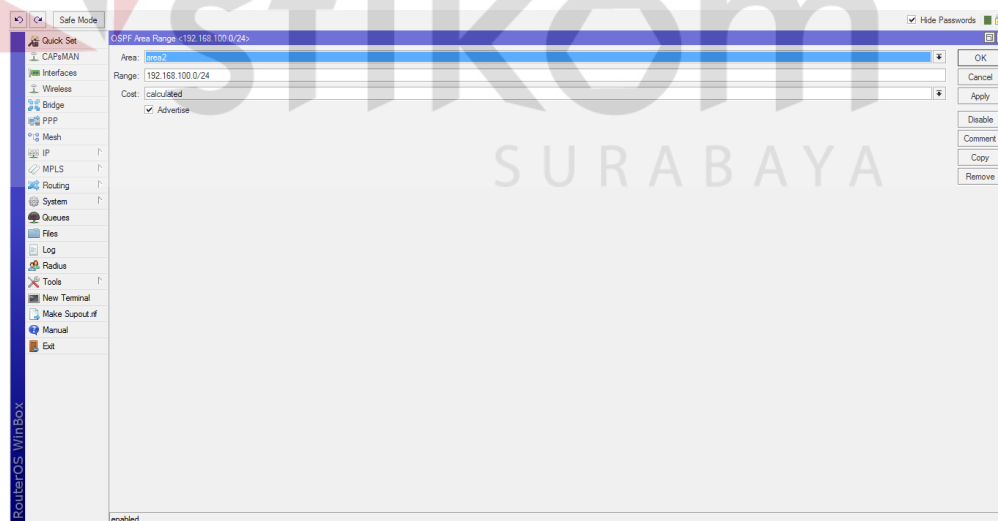 Safe Mode
Hide Passwords
Quick Set
CAPsMAN
Interfaces
Wireless
Bridge
PPP
Mesh
IP
MPLS
Routing
System
Queues
Files
Log
Radius
Tools
New Terminal
Make Supout.rif
Manual
Exit
RouterOS WinBox
OSPF Area Range <192.168.100.0/24>
Area: area2
Range: 192.168.100.0/24
Cost: calculated
Advertise
OK
Cancel
Apply
Disable
Comment
Copy
Remove
enabled
stikom
SURABAYA